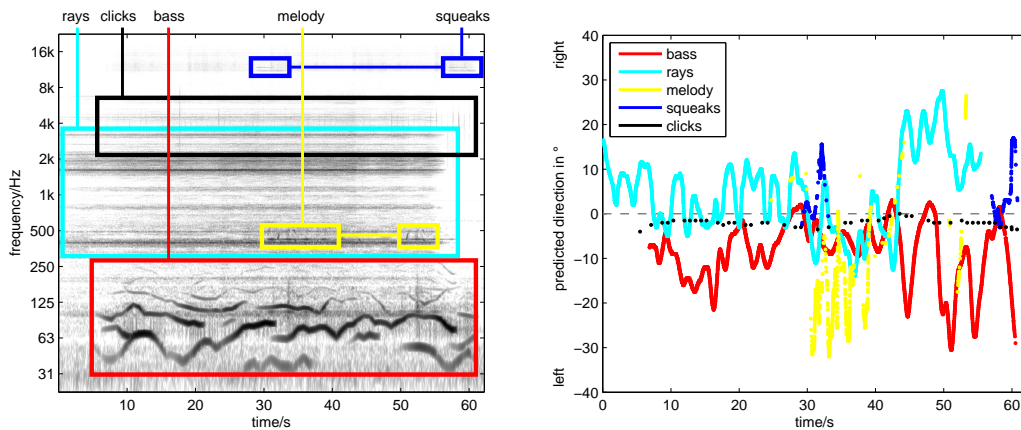 rays clicks bass melody squeaks
16k
8k
4k
2k
1k
500
250
125
63
31
frequency/Hz
10 20 30 40 50 60
time/s
right
left
predicted direction in °
40
30
20
10
0
−10
−20
−30
−40
bass
rays
melody
squeaks
clicks
0 10 20 30 40 50 60
time/s